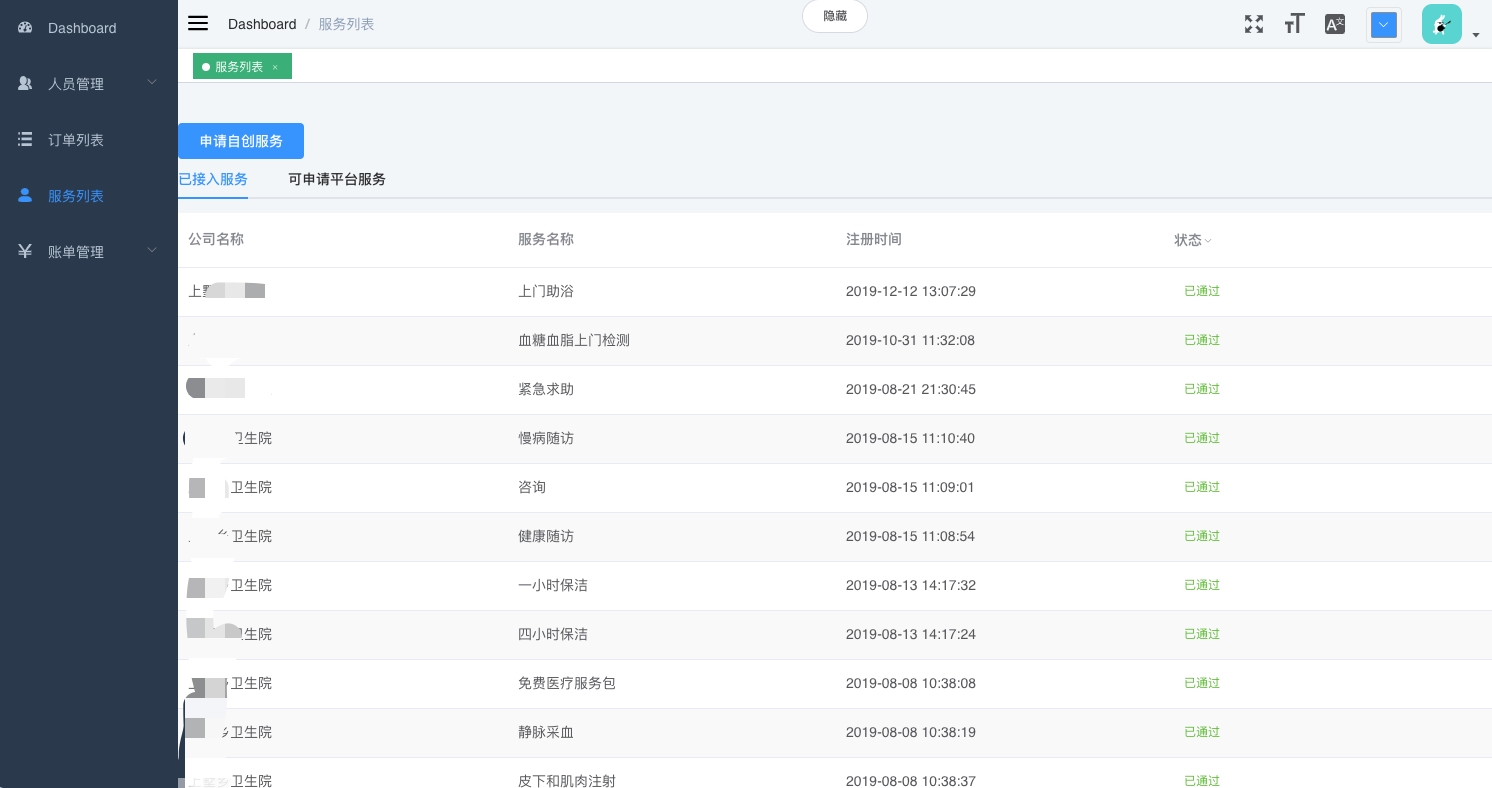 Dashboard
人员管理
订单列表
服务列表
账单管理
Dashboard / 服务列表
隐藏
服务列表 ×
申请自创服务
已接入服务 可申请平台服务
公司名称 服务名称 注册时间 状态
上 上门助浴 2019-12-12 13:07:29 已通过
血糖血脂上门检测 2019-10-31 11:32:08 已通过
紧急求助 2019-08-21 21:30:45 已通过
卫生院 慢病随访 2019-08-15 11:10:40 已通过
卫生院 咨询 2019-08-15 11:09:01 已通过
卫生院 健康随访 2019-08-15 11:08:54 已通过
卫生院 一小时保洁 2019-08-13 14:17:32 已通过
卫生院 四小时保洁 2019-08-13 14:17:24 已通过
卫生院 免费医疗服务包 2019-08-08 10:38:08 已通过
卫生院 静脉采血 2019-08-08 10:38:19 已通过
卫生院 皮下和肌肉注射 2019-08-08 10:38:37 已通过